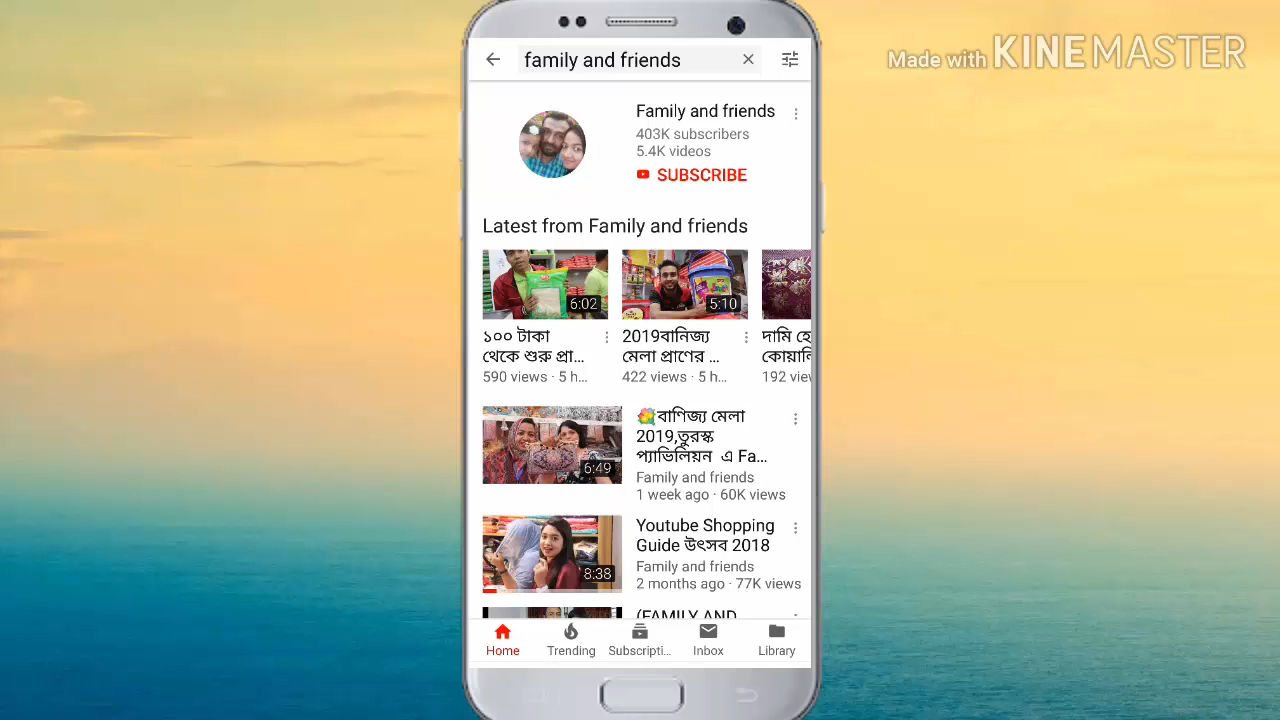 Made with KINEMASTER
family and friends
Family and friends
403K subscribers
5.4K videos
SUBSCRIBE
Latest from Family and friends
6:02
১০০ টাকা
থেকে শুরু প্রা...
590 views · 5 h...
5:10
2019বানিজ্য
মেলা প্রাণের ...
422 views · 5 h...
দামি হে
কোয়ালি
192 vie
6:49
বাণিজ্য মেলা
2019,তুরস্ক
প্যাভিলিয়ন এ Fa...
Family and friends
1 week ago · 60K views
8:38
Youtube Shopping
Guide উৎসব 2018
Family and friends
2 months ago · 77K views
(FAMILY AND
Home
Trending
Subscripti...
Inbox
Library